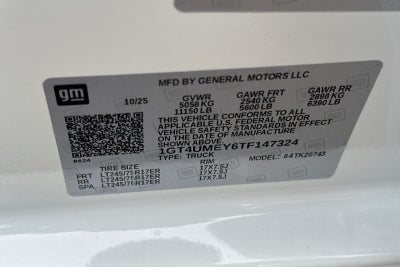 gm
MFD BY GENERAL MOTORS LLC
10/25
GVWR GAWR FRT GAWR RR
5058 KG 2540 KG 2898 KG
11150 LB 5600 LB 6390 LB
THIS VEHICLE CONFORMS TO ALL
APPLICABLE U.S. FEDERAL MOTOR
VEHICLE SAFETY STANDARDS IN EFFECT
ON THE DATE OF MANUFACTURE
SHOWN ABOVE.
1GT4UMEY6TF147324
TYPE: TRUCK MODEL: 64TK20743
TIRE SIZE RIM
FRT LT245/75R17ER 17X7.5J
RR LT245/75R17ER 17X7.5J
SPA LT245/75R17ER 17X7.5J